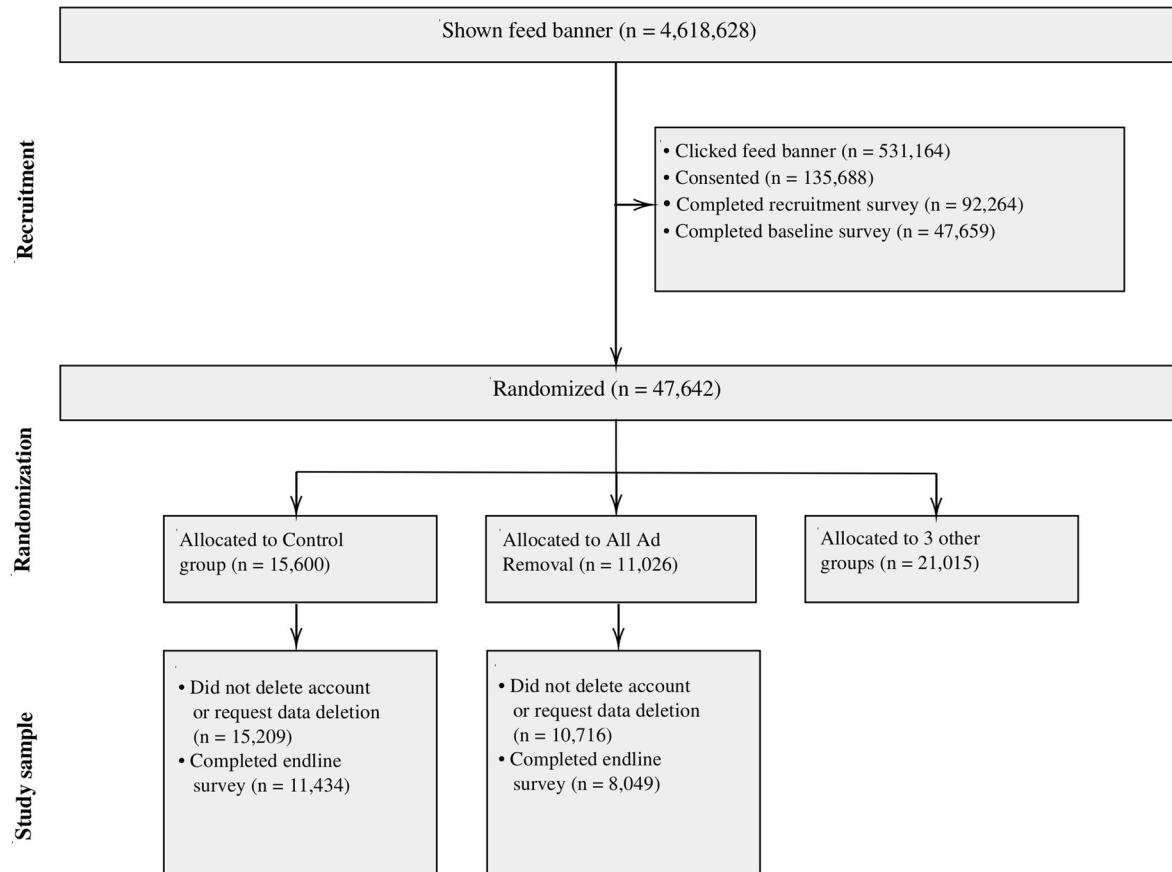 Shown feed banner (n = 4,618,628)
Recruitment
• Clicked feed banner (n = 531,164)
• Consented (n = 135,688)
• Completed recruitment survey (n = 92,264)
• Completed baseline survey (n = 47,659)
Randomized (n = 47,642)
Randomization
Allocated to Control
group (n = 15,600)
Allocated to All Ad
Removal (n = 11,026)
Allocated to 3 other
groups (n = 21,015)
Study sample
• Did not delete account
or request data deletion
(n = 15,209)
• Completed endline
survey (n = 11,434)
• Did not delete account
or request data deletion
(n = 10,716)
• Completed endline
survey (n = 8,049)